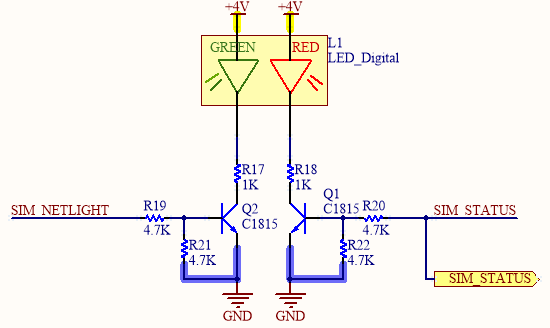 +4V +4V
GREEN RED L1
LED_Digital
R17 R18
1K 1K
Q1
R19 Q2 C1815 R20
SIM_NETLIGHT C1815 SIM_STATUS
4.7K 4.7K
R21 R22
4.7K 4.7K
SIM_STATUS
GND GND